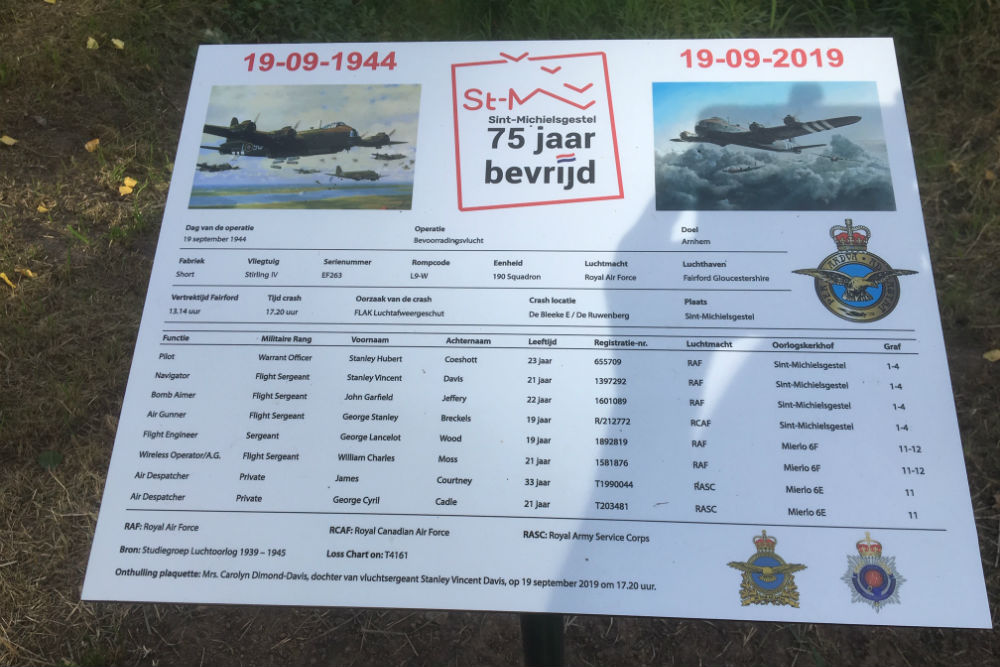 19-09-1944
19-09-2019
St-M
Sint-Michielsgestel
75 jaar
bevrijd
Dag van de operatie Operatie Doel
19 september 1944 Bevoorradingsvlucht Arnhem
Fabriek Vliegtuig Serienummer Rompcode Eenheid Luchtmacht Luchthaven
Short Stirling IV EF263 L9-W 190 Squadron Royal Air Force Fairford Gloucestershire
Vertrektijd Fairford Tijd crash Oorzaak van de crash Crash locatie Plaats
13.14 uur 17.20 uur FLAK Luchtafweergeschut De Bleeke E / De Ruwenberg Sint-Michielsgestel
Functie Militaire Rang Voornaam Achternaam Leeftijd Registratie-nr. Luchtmacht Oorlogskerkhof Graf
Pilot Warrant Officer Stanley Hubert Coeshott 23 jaar 655709 RAF Sint-Michielsgestel 1-4
Navigator Flight Sergeant Stanley Vincent Davis 21 jaar 1397292 RAF Sint-Michielsgestel 1-4
Bomb Aimer Flight Sergeant John Garfield Jeffery 22 jaar 1601089 RAF Sint-Michielsgestel 1-4
Air Gunner Flight Sergeant George Stanley Breckels 19 jaar R/212772 RCAF Sint-Michielsgestel 1-4
Flight Engineer Sergeant George Lancelot Wood 19 jaar 1892819 RAF Mierlo 6F 11-12
Wireless Operator/A.G. Flight Sergeant William Charles Moss 21 jaar 1581876 RAF Mierlo 6F 11-12
Air Despatcher Private James Courtney 33 jaar T1990044 RASC Mierlo 6E 11
Air Despatcher Private George Cyril Cadle 21 jaar T203481 RASC Mierlo 6E 11
RAF: Royal Air Force RCAF: Royal Canadian Air Force RASC: Royal Army Service Corps
Bron: Studiegroep Luchtoorlog 1939 – 1945 Loss Chart on: T4161
Onthulling plaquette: Mrs. Carolyn Dimond-Davis, dochter van vluchtsergeant Stanley Vincent Davis, op 19 september 2019 om 17.20 uur.